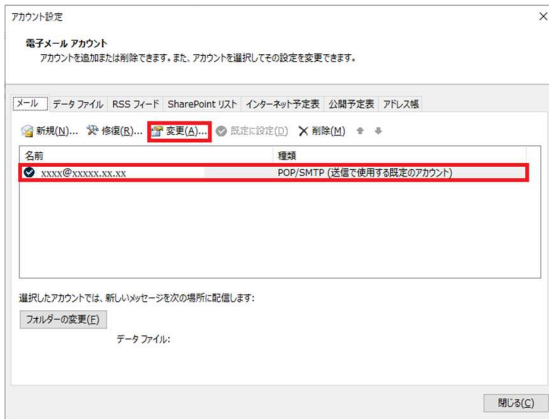 アカウント設定
電子メール アカウント
アカウントを追加または削除できます。また、アカウントを選択してその設定を変更できます。
メール データ ファイル RSS フィード SharePoint リスト インターネット予定表 公開予定表 アドレス帳
新規(N)... 修復(R)... 変更(A)... 既定に設定(D) 削除(M)
名前 種類
xxxx@xxxxx.xx.xx POP/SMTP (送信で使用する既定のアカウント)
選択したアカウントでは、新しいメッセージを次の場所に配信します:
フォルダーの変更(F)
データ ファイル:
閉じる(C)